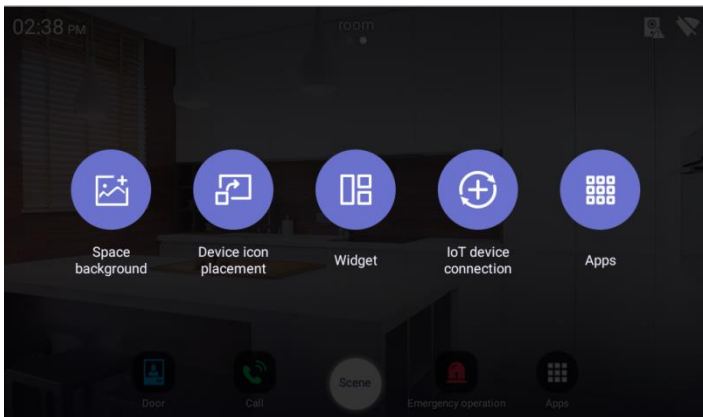 02:38 PM
room
Space
background
Device icon
placement
Widget
IoT device
connection
Apps
Scene
Door
Call
Emergency operation
Apps